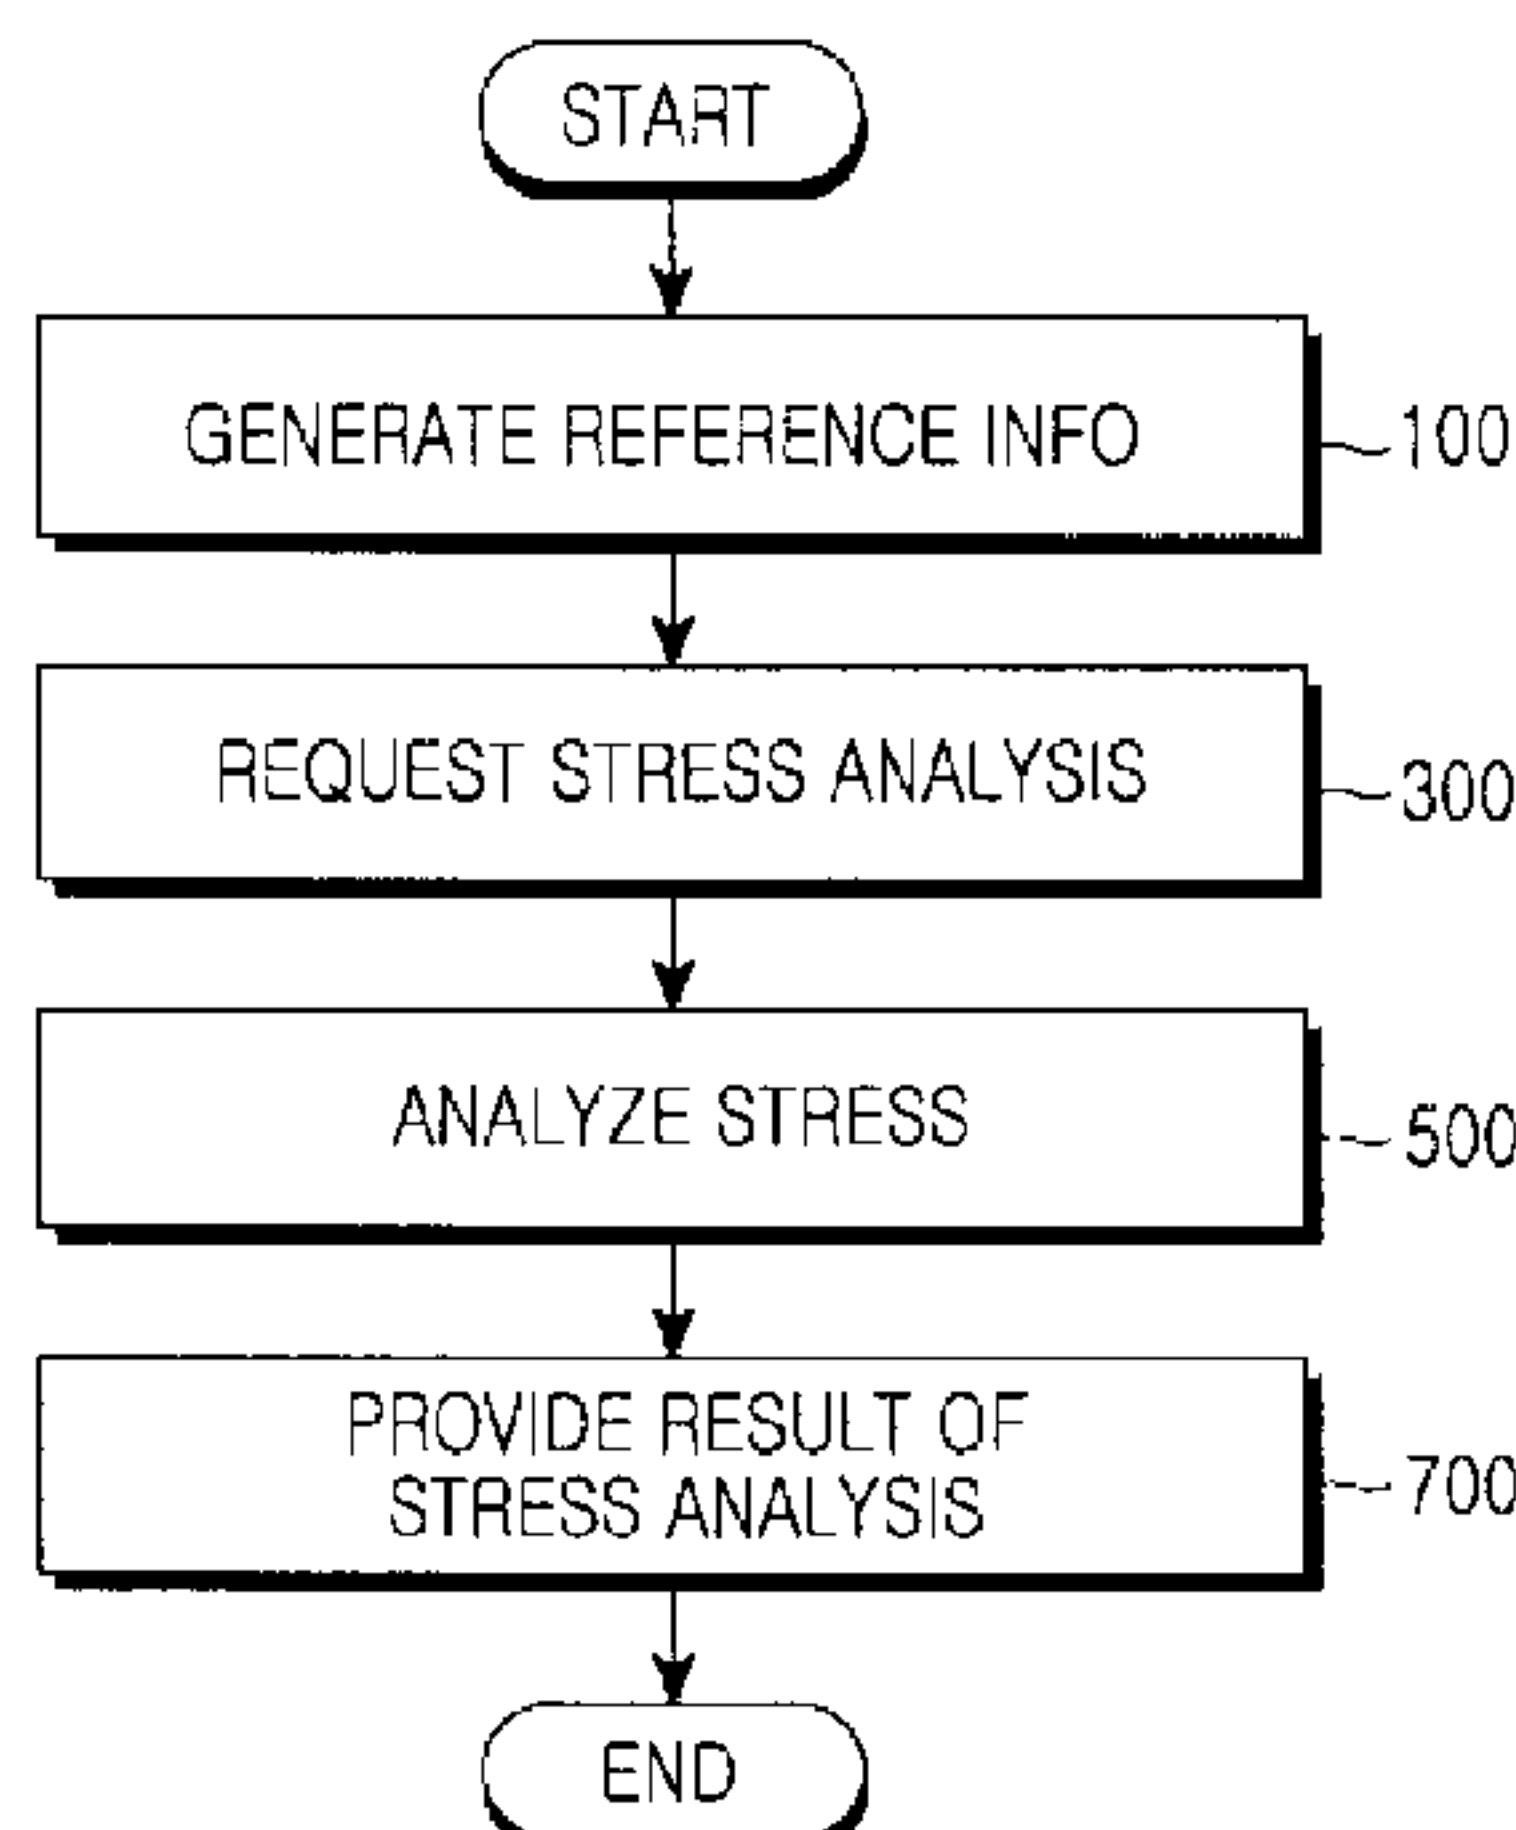 START
GENERATE REFERENCE INFO
100
REQUEST STRESS ANALYSIS
300
ANALYZE STRESS
500
PROVIDE RESULT OF
STRESS ANALYSIS
700
END